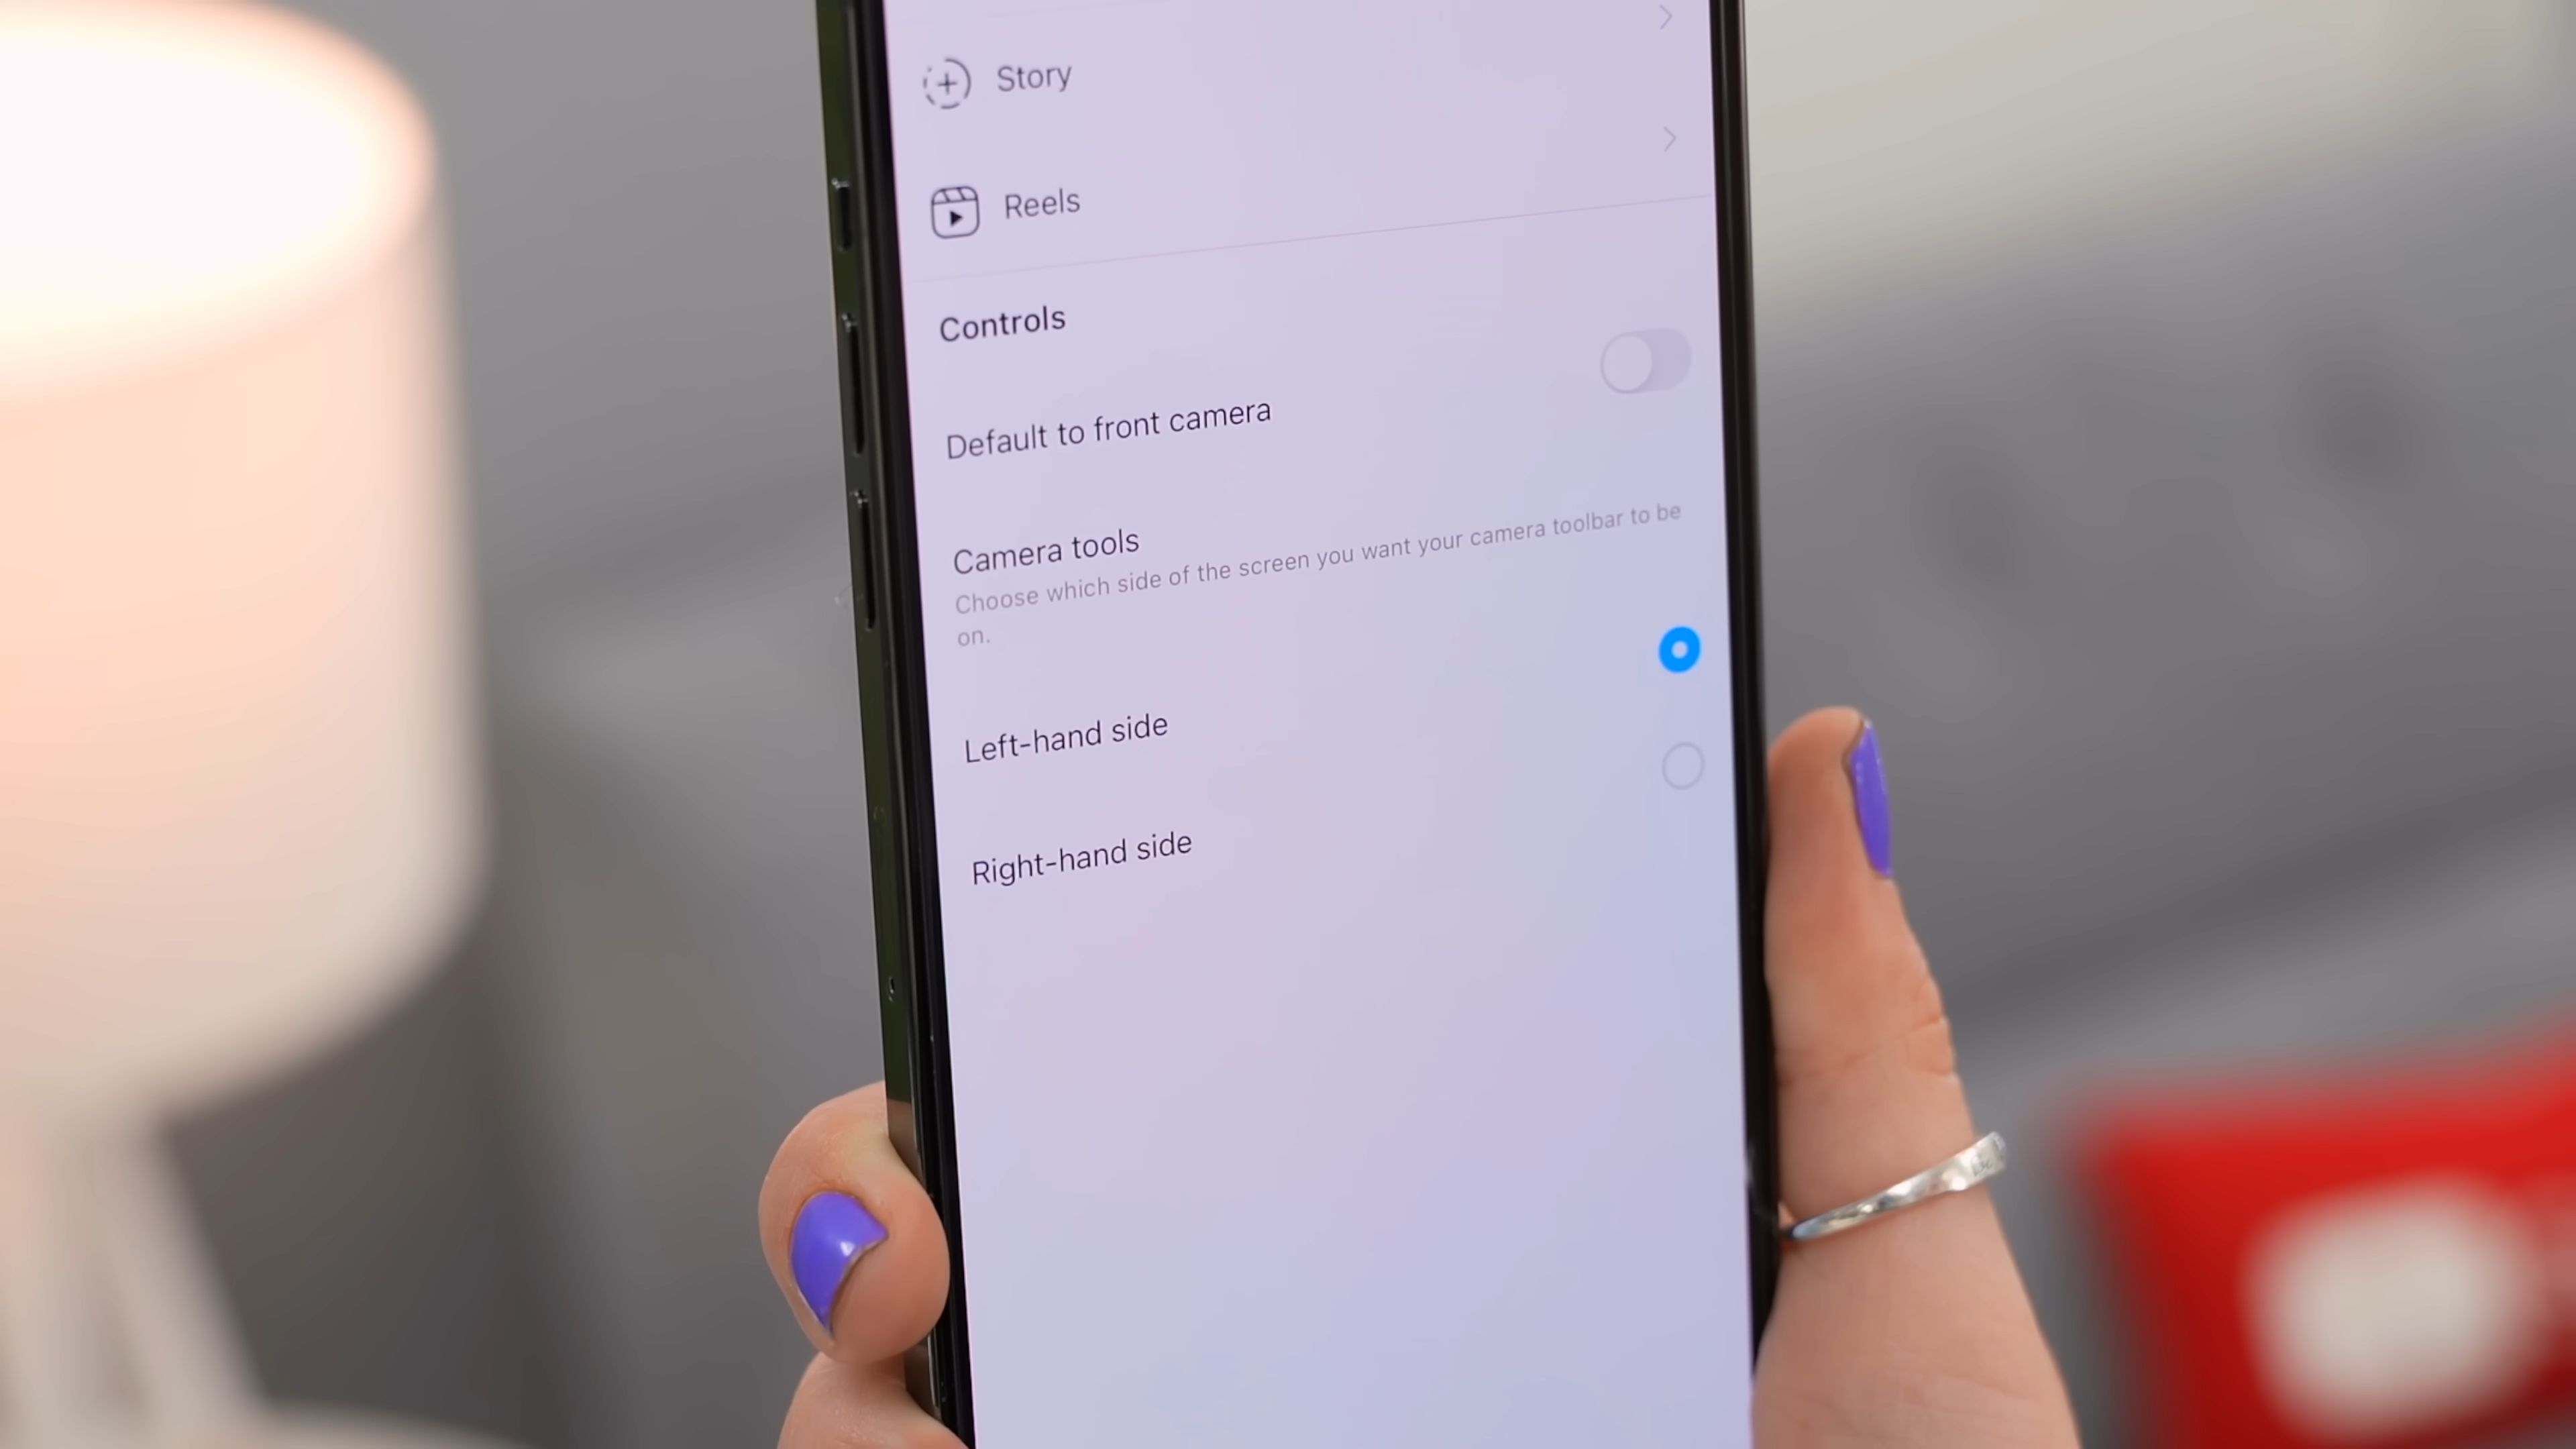 Story
Reels
Controls
Default to front camera
Camera tools
Choose which side of the screen you want your camera toolbar to be
on.
Left-hand side
Right-hand side